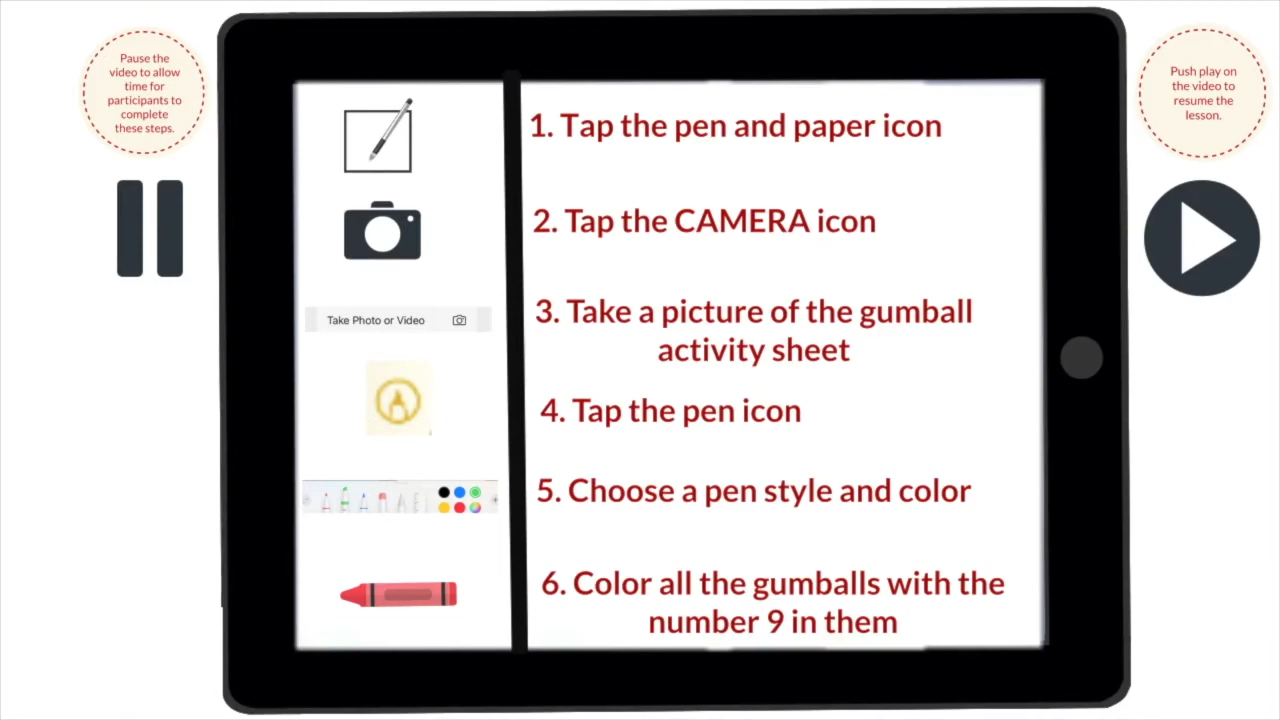 Pause the
video to allow
time for
participants to
complete
these steps.
1. Tap the pen and paper icon
2. Tap the CAMERA icon
Take Photo or Video
3. Take a picture of the gumball
activity sheet
4. Tap the pen icon
5. Choose a pen style and color
6. Color all the gumballs with the
number 9 in them
Push play on
the video to
resume the
lesson.